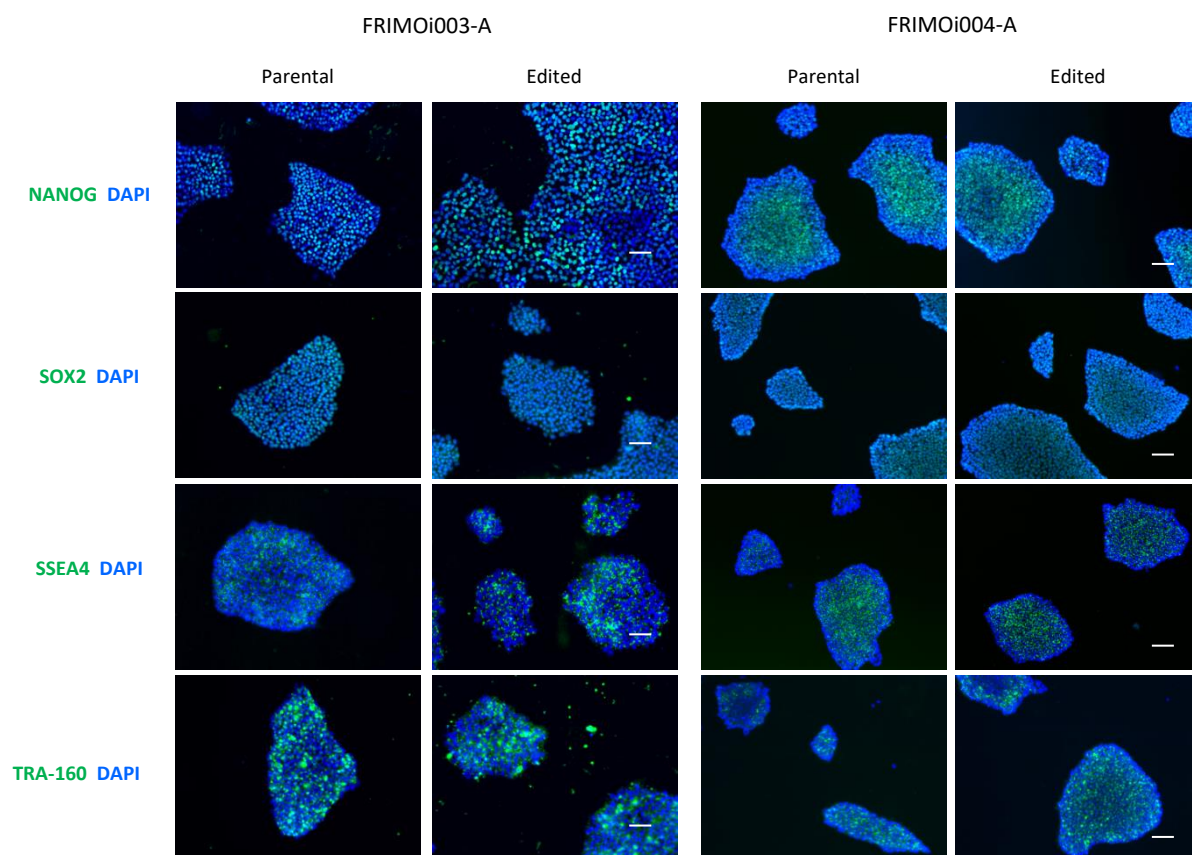 FRIMOi003-A FRIMOi004-A
Parental Edited Parental Edited
NANOG DAPI
SOX2 DAPI
SSEA4 DAPI
TRA-160 DAPI